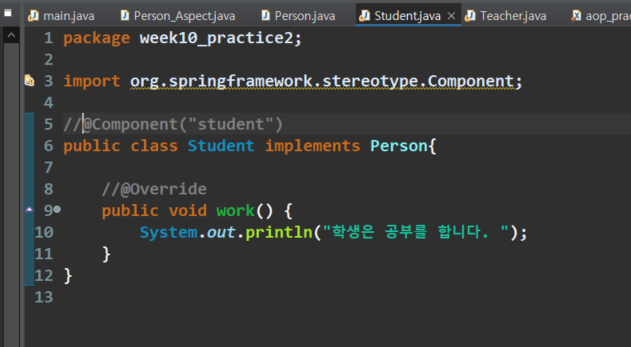 main.java Person_Aspect.java Person.java Student.java Teacher.java aop_prac
1 package week10_practice2;
2
3 import org.springframework.stereotype.Component;
4
5 //@Component("student")
6 public class Student implements Person{
7
8 //@Override
9 public void work() {
10 System.out.println("학생은 공부를 합니다. ");
11 }
12 }
13